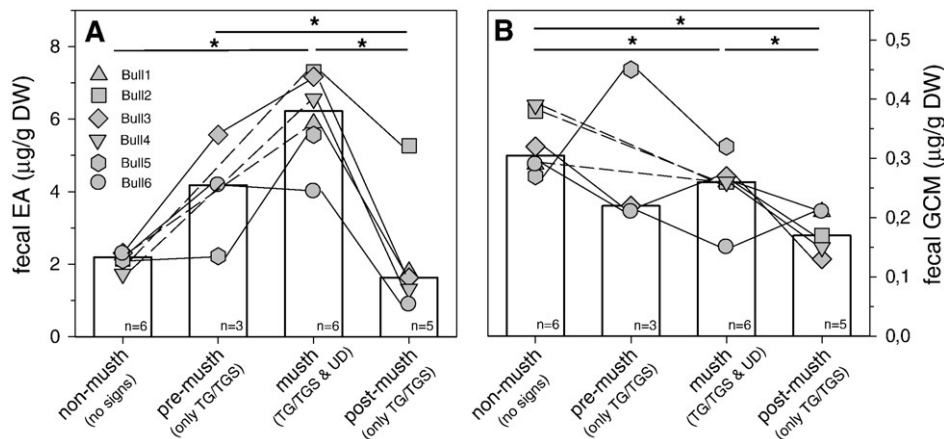 A
B
*
*
*
*
*
*
fecal EA (µg/g DW)
8
6
4
2
0
Bull1
Bull2
Bull3
Bull4
Bull5
Bull6
n=6
n=3
n=6
n=5
non-musth
(no signs)
pre-musth
(only TG/TGS)
musth
(TG/TGS & UD)
post-musth
(only TG/TGS)
n=6
n=3
n=6
n=5
non-musth
(no signs)
pre-musth
(only TG/TGS)
musth
(TG/TGS & UD)
post-musth
(only TG/TGS)
0,5
0,4
0,3
0,2
0,1
0,0
fecal GCM (µg/g DW)